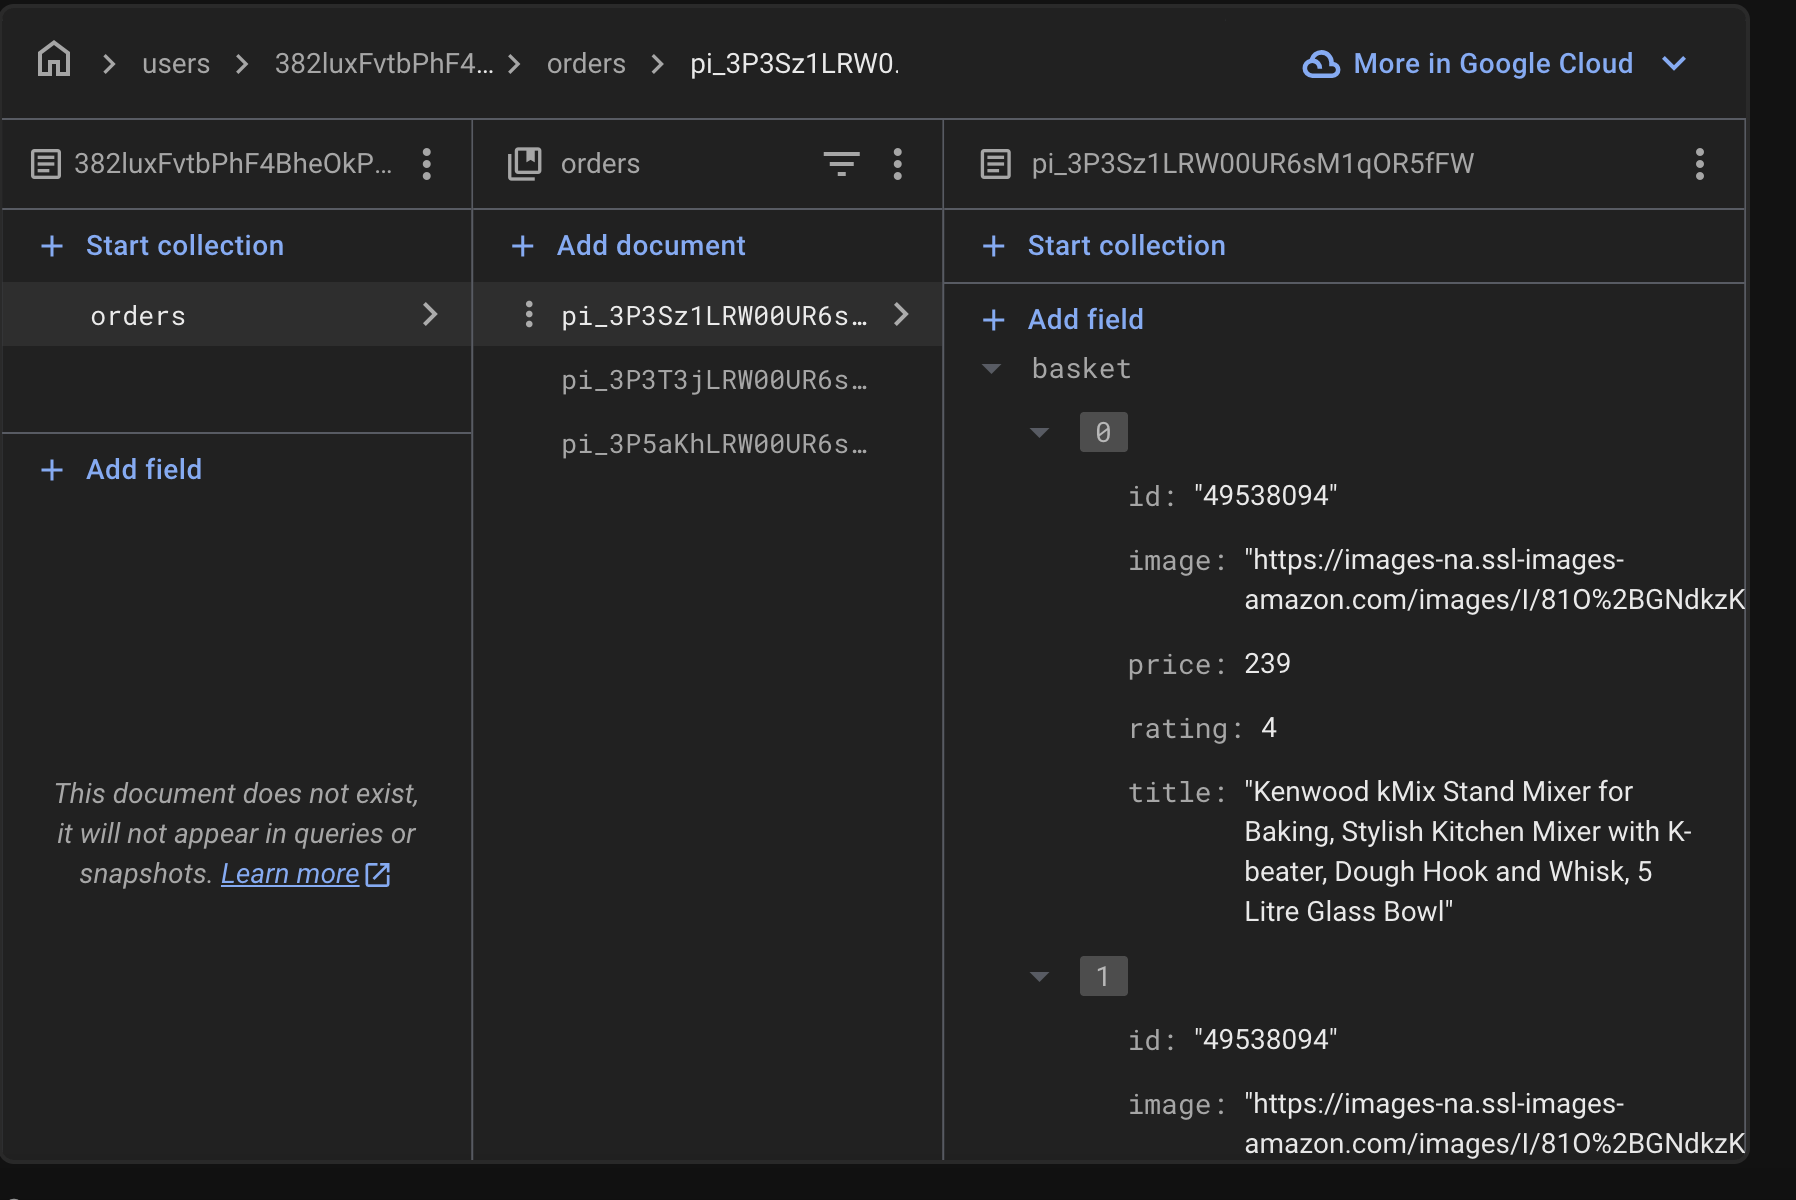 users 382luxFvtbPhF4... orders pi_3P3Sz1LRW0.
More in Google Cloud
382luxFvtbPhF4BheOkP...
Start collection
orders
Add field
This document does not exist,
it will not appear in queries or
snapshots. Learn more
orders
Add document
pi_3P3Sz1LRW00UR6s...
pi_3P3T3jLRW00UR6s...
pi_3P5aKhLRW00UR6s...
pi_3P3Sz1LRW00UR6sM1qOR5fFW
Start collection
Add field
basket
0
id: "49538094"
image: "https://images-na.ssl-images-
amazon.com/images/I/81O%2BGNdkzK
price: 239
rating: 4
title: "Kenwood kMix Stand Mixer for
Baking, Stylish Kitchen Mixer with K-
beater, Dough Hook and Whisk, 5
Litre Glass Bowl"
1
id: "49538094"
image: "https://images-na.ssl-images-
amazon.com/images/I/81O%2BGNdkzK